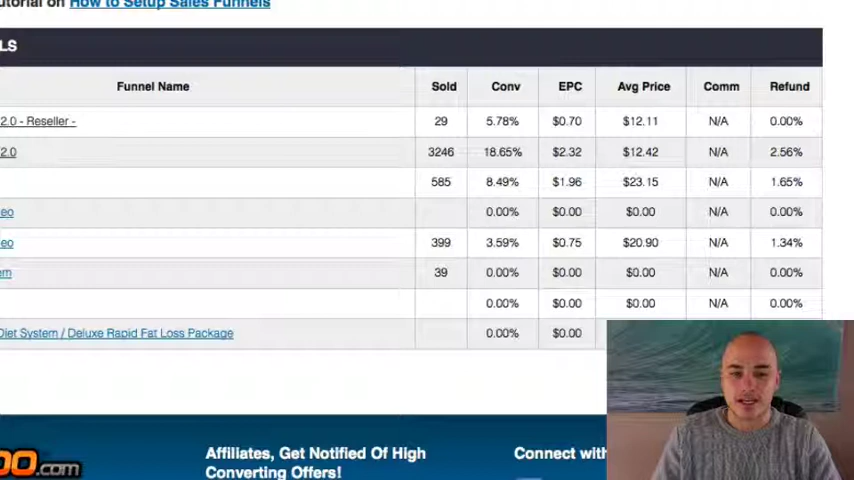 utorial on How to Setup Sales Funnels
LS
Funnel Name Sold Conv EPC Avg Price Comm Refund
2.0 - Reseller - 29 5.78% $0.70 $12.11 N/A 0.00%
2.0 3246 18.65% $2.32 $12.42 N/A 2.56%
585 8.49% $1.96 $23.15 N/A 1.65%
eo 0.00% $0.00 $0.00 N/A 0.00%
eo 399 3.59% $0.75 $20.90 N/A 1.34%
em 39 0.00% $0.00 $0.00 N/A 0.00%
0.00% $0.00 $0.00 N/A 0.00%
Diet System / Deluxe Rapid Fat Loss Package 0.00% $0.00
OO.com
Affiliates, Get Notified Of High
Converting Offers!
Connect with